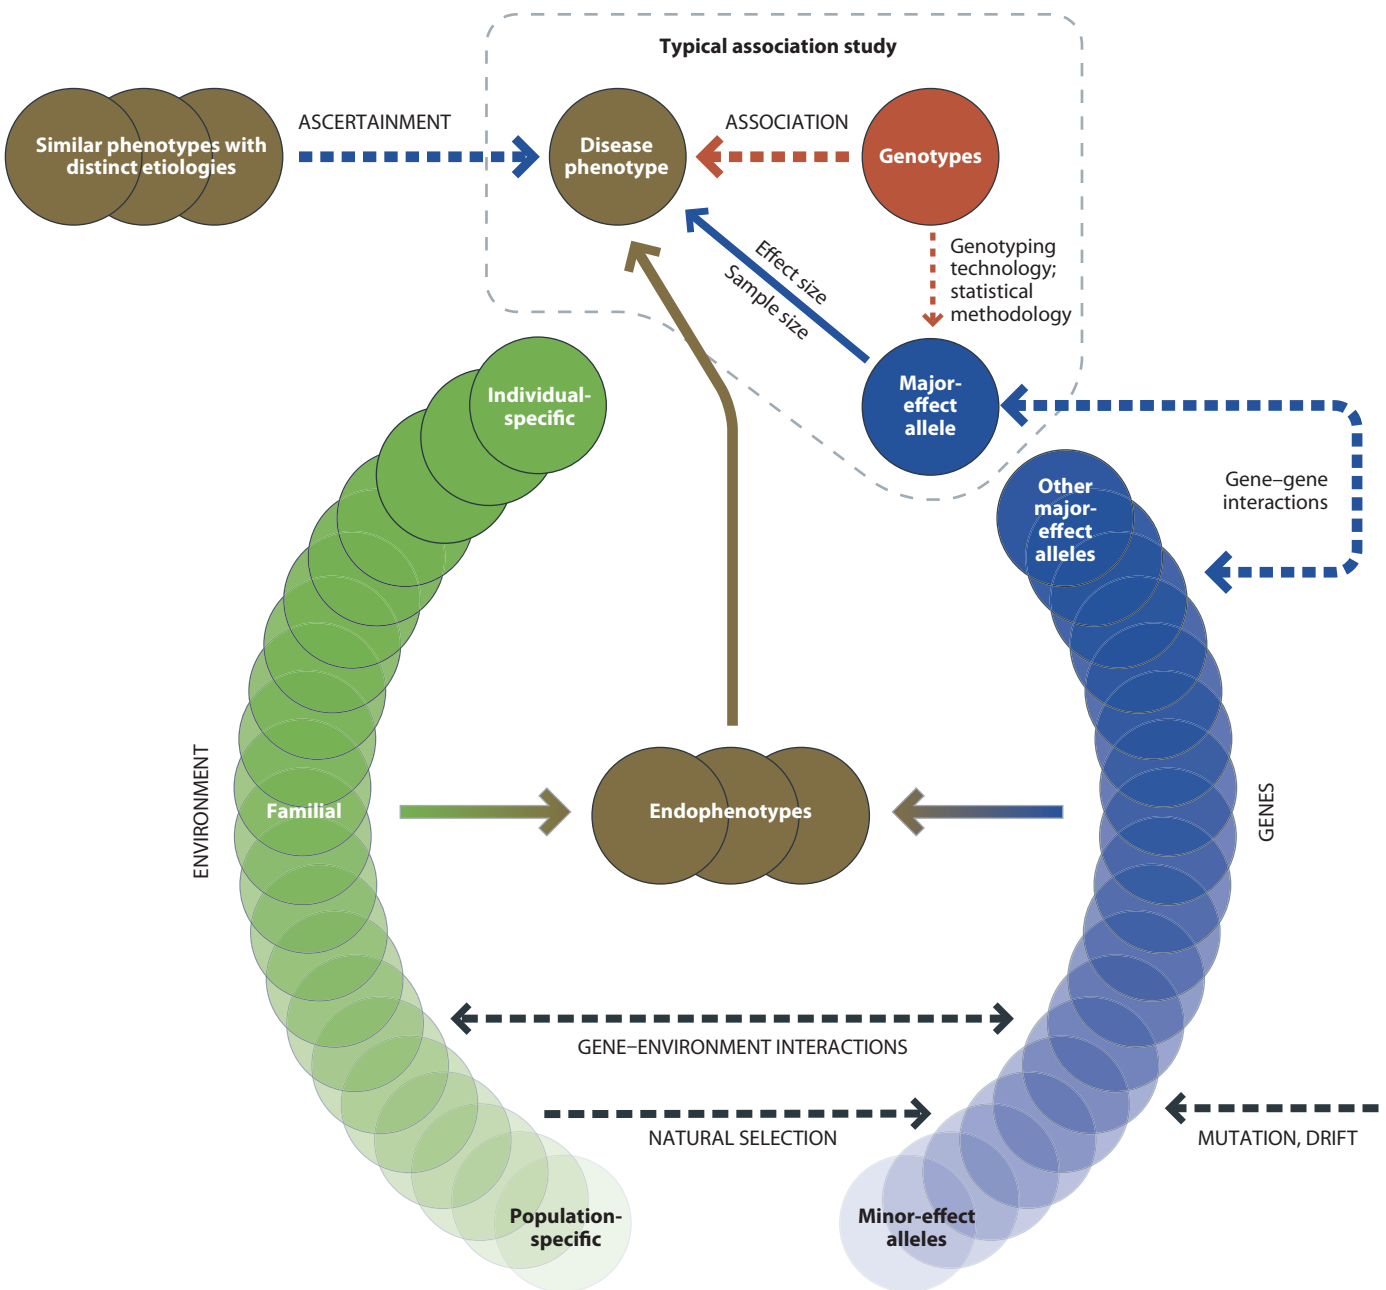 Typical association study
Similar phenotypes with
distinct etiologies
ASCERTAINMENT
Disease
phenotype
ASSOCIATION
Genotypes
Genotyping
technology;
statistical
methodology
Effect size
Sample size
Individual-
specific
Major-
effect
allele
Other
major-
effect
alleles
Gene–gene
interactions
ENVIRONMENT
Familial
Endophenotypes
GENES
GENE–ENVIRONMENT INTERACTIONS
NATURAL SELECTION
MUTATION, DRIFT
Population-
specific
Minor-effect
alleles